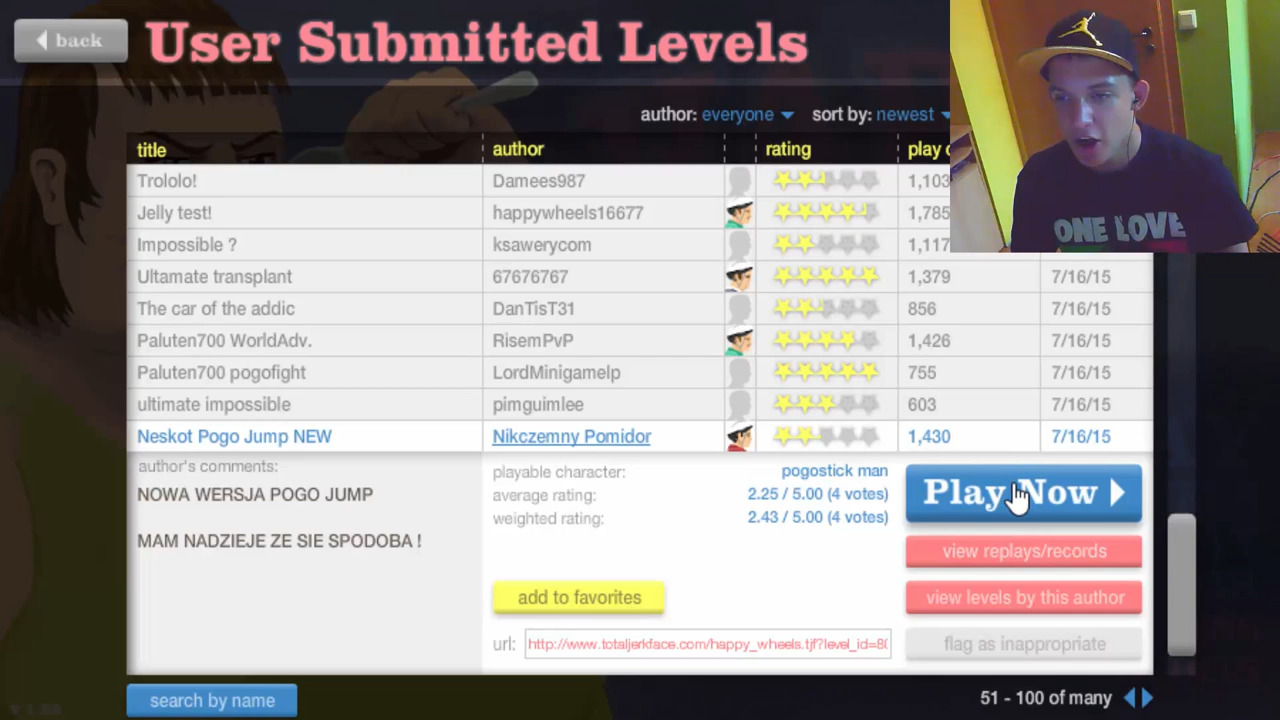 back
User Submitted Levels
author: everyone sort by: newest
title author rating play
Trololo! Damees987 1,103
Jelly test! happywheels16677 1,785
Impossible ? ksawerycom 1,117
Ultamate transplant 67676767 1,379 7/16/15
The car of the addic DanTisT31 856 7/16/15
Paluten700 WorldAdv. RisemPvP 1,426 7/16/15
Paluten700 pogofight LordMinigamelp 755 7/16/15
ultimate impossible pimguimlee 603 7/16/15
Neskot Pogo Jump NEW Nikczemny Pomidor 1,430 7/16/15
author's comments:
NOWA WERSJA POGO JUMP
MAM NADZIEJE ZE SIE SPODOBA !
playable character: pogostick man
average rating: 2.25 / 5.00 (4 votes)
weighted rating: 2.43 / 5.00 (4 votes)
add to favorites
url: http://www.totaljerkface.com/happy_wheels.tjf?level_id=8(
Play Now
view replays/records
view levels by this author
flag as inappropriate
search by name
51 - 100 of many
ONE LOVE